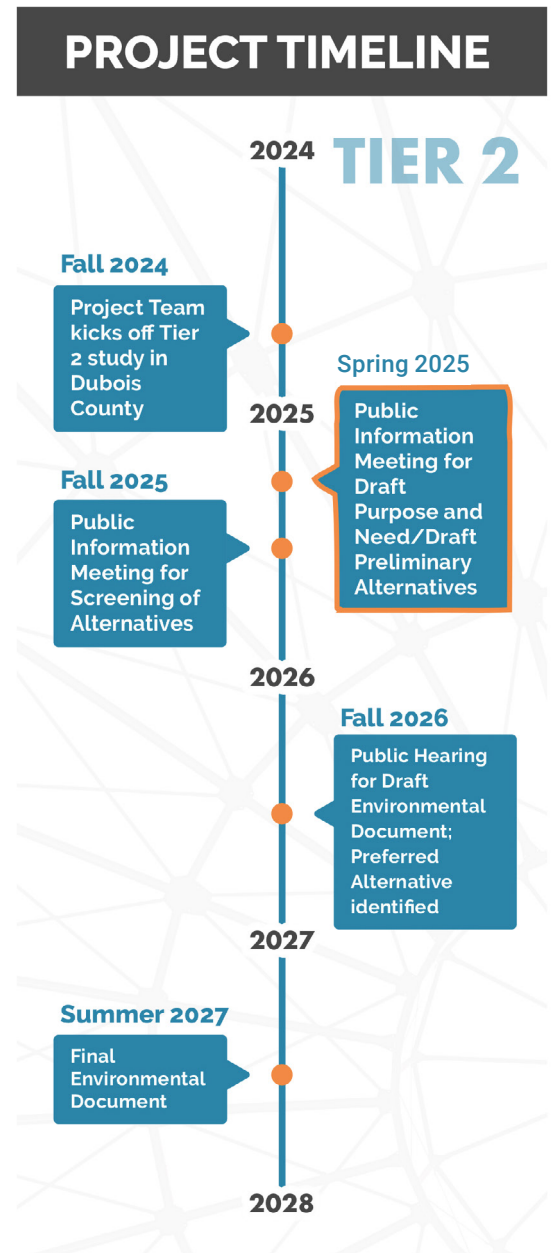 PROJECT TIMELINE
2024
TIER 2
Fall 2024
Project Team
kicks off Tier
2 study in
Dubois
County
Spring 2025
2025
Public
Information
Meeting for
Draft
Purpose and
Need/Draft
Preliminary
Alternatives
Fall 2025
Public
Information
Meeting for
Screening of
Alternatives
2026
Fall 2026
Public Hearing
for Draft
Environmental
Document;
Preferred
Alternative
identified
2027
Summer 2027
Final
Environmental
Document
2028